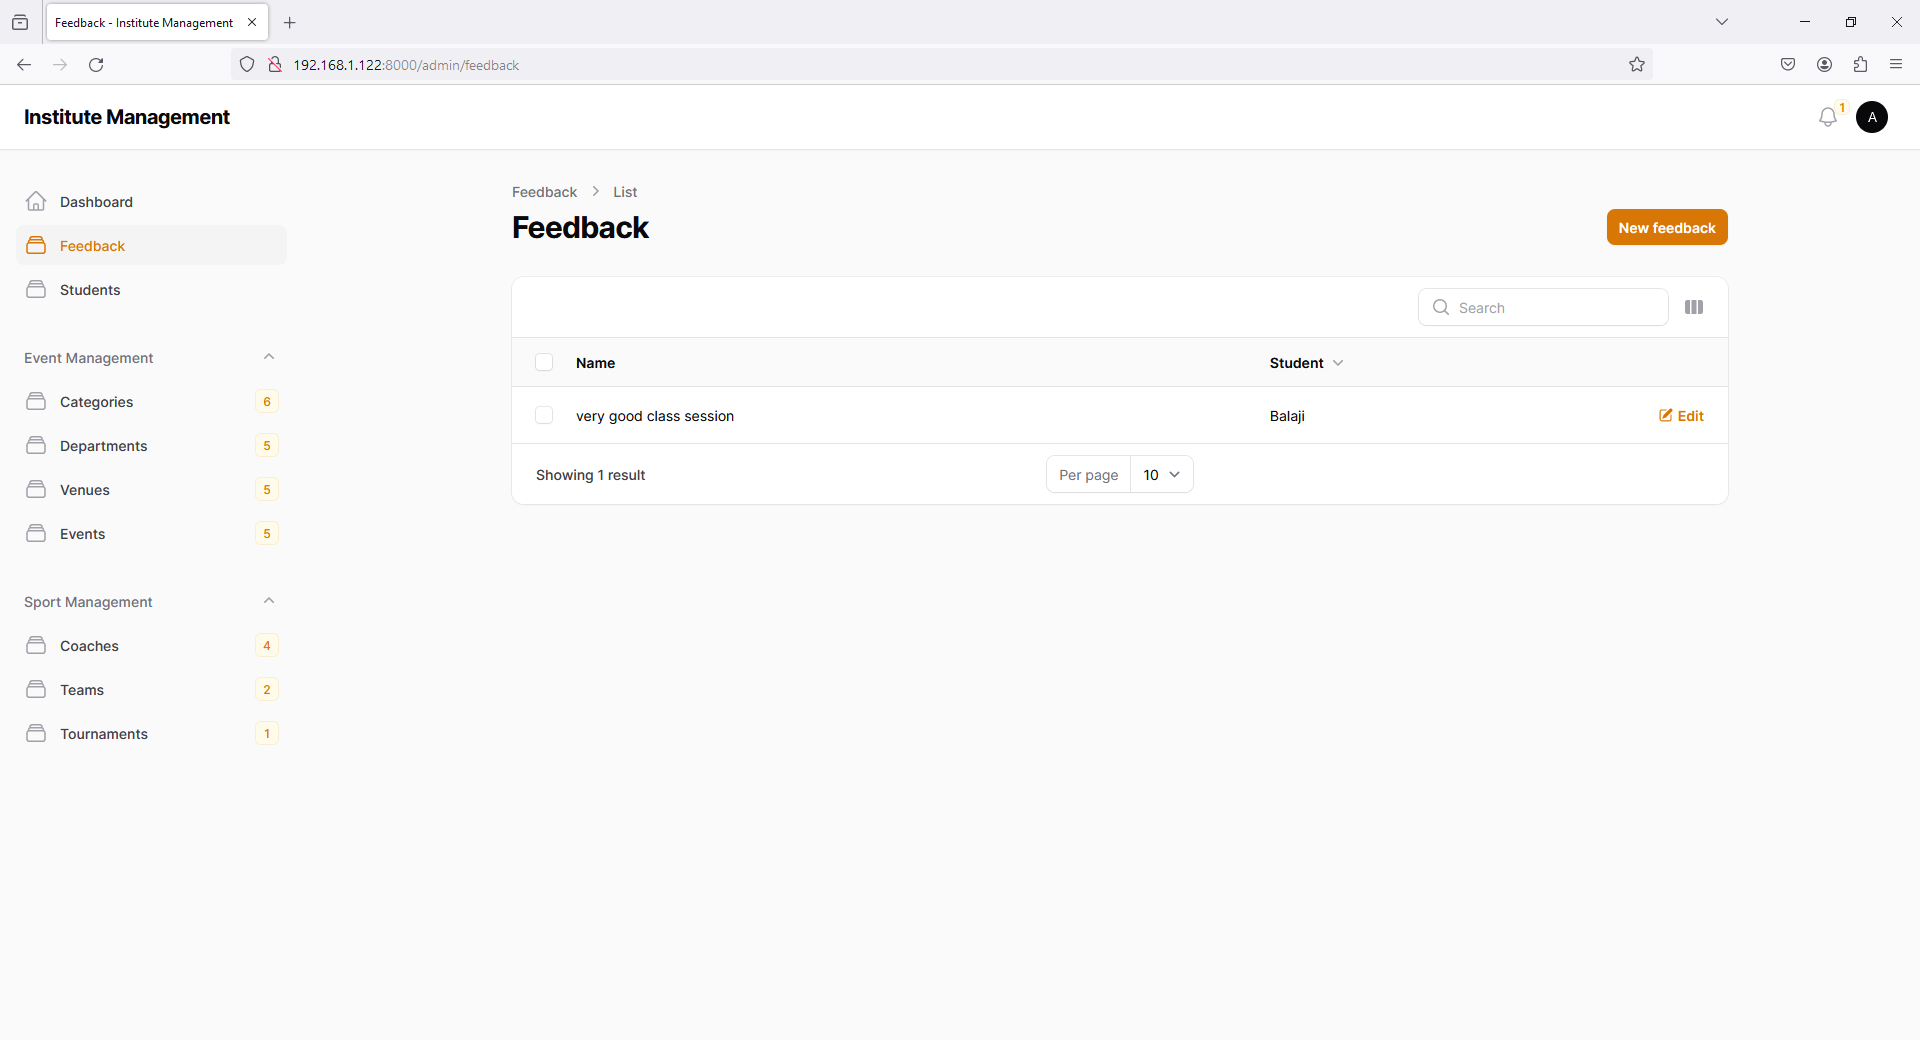 Feedback - Institute Management
192.168.1.122:8000/admin/feedback
Institute Management
1
A
Dashboard
Feedback
Students
Event Management
Categories 6
Departments 5
Venues 5
Events 5
Sport Management
Coaches 4
Teams 2
Tournaments 1
Feedback List
Feedback
New feedback
Search
Name Student
very good class session Balaji Edit
Showing 1 result Per page 10